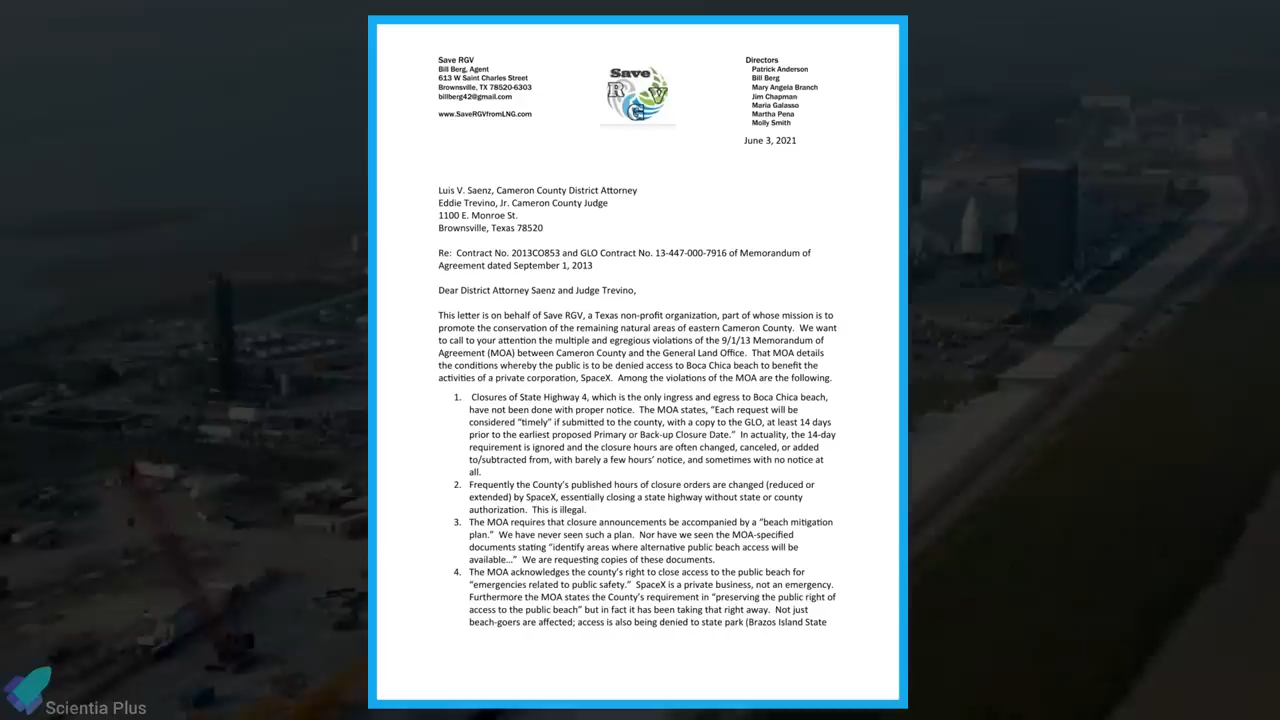 Save RGV
Bill Berg, Agent
613 W Saint Charles Street
Brownsville, TX 78520-6303
billberg42@gmail.com
www.SaveRGVfromLNG.com
Save
R G V
Directors
Patrick Anderson
Bill Berg
Mary Angela Branch
Jim Chapman
Maria Galasso
Martha Pena
Molly Smith
June 3, 2021
Luis V. Saenz, Cameron County District Attorney
Eddie Trevino, Jr. Cameron County Judge
1100 E. Monroe St.
Brownsville, Texas 78520
Re:  Contract No. 2013CO853 and GLO Contract No. 13-447-000-7916 of Memorandum of
Agreement dated September 1, 2013
Dear District Attorney Saenz and Judge Trevino,
This letter is on behalf of Save RGV, a Texas non-profit organization, part of whose mission is to
promote the conservation of the remaining natural areas of eastern Cameron County.  We want
to call to your attention the multiple and egregious violations of the 9/1/13 Memorandum of
Agreement (MOA) between Cameron County and the General Land Office.  That MOA details
the conditions whereby the public is to be denied access to Boca Chica beach to benefit the
activities of a private corporation, SpaceX.  Among the violations of the MOA are the following.
1.  Closures of State Highway 4, which is the only ingress and egress to Boca Chica beach,
have not been done with proper notice.  The MOA states, "Each request will be
considered "timely" if submitted to the county, with a copy to the GLO, at least 14 days
prior to the earliest proposed Primary or Back-up Closure Date."  In actuality, the 14-day
requirement is ignored and the closure hours are often changed, canceled, or added
to/subtracted from, with barely a few hours' notice, and sometimes with no notice at
all.
2.  Frequently the County's published hours of closure orders are changed (reduced or
extended) by SpaceX, essentially closing a state highway without state or county
authorization.  This is illegal.
3.  The MOA requires that closure announcements be accompanied by a "beach mitigation
plan."  We have never seen such a plan.  Nor have we seen the MOA-specified
documents stating "identify areas where alternative public beach access will be
available…"  We are requesting copies of these documents.
4.  The MOA acknowledges the county's right to close access to the public beach for
"emergencies related to public safety."  SpaceX is a private business, not an emergency.
Furthermore the MOA states the County's requirement in "preserving the public right of
access to the public beach" but in fact it has been taking that right away.  Not just
beach-goers are affected; access is also being denied to state park (Brazos Island State
Scientia Plus